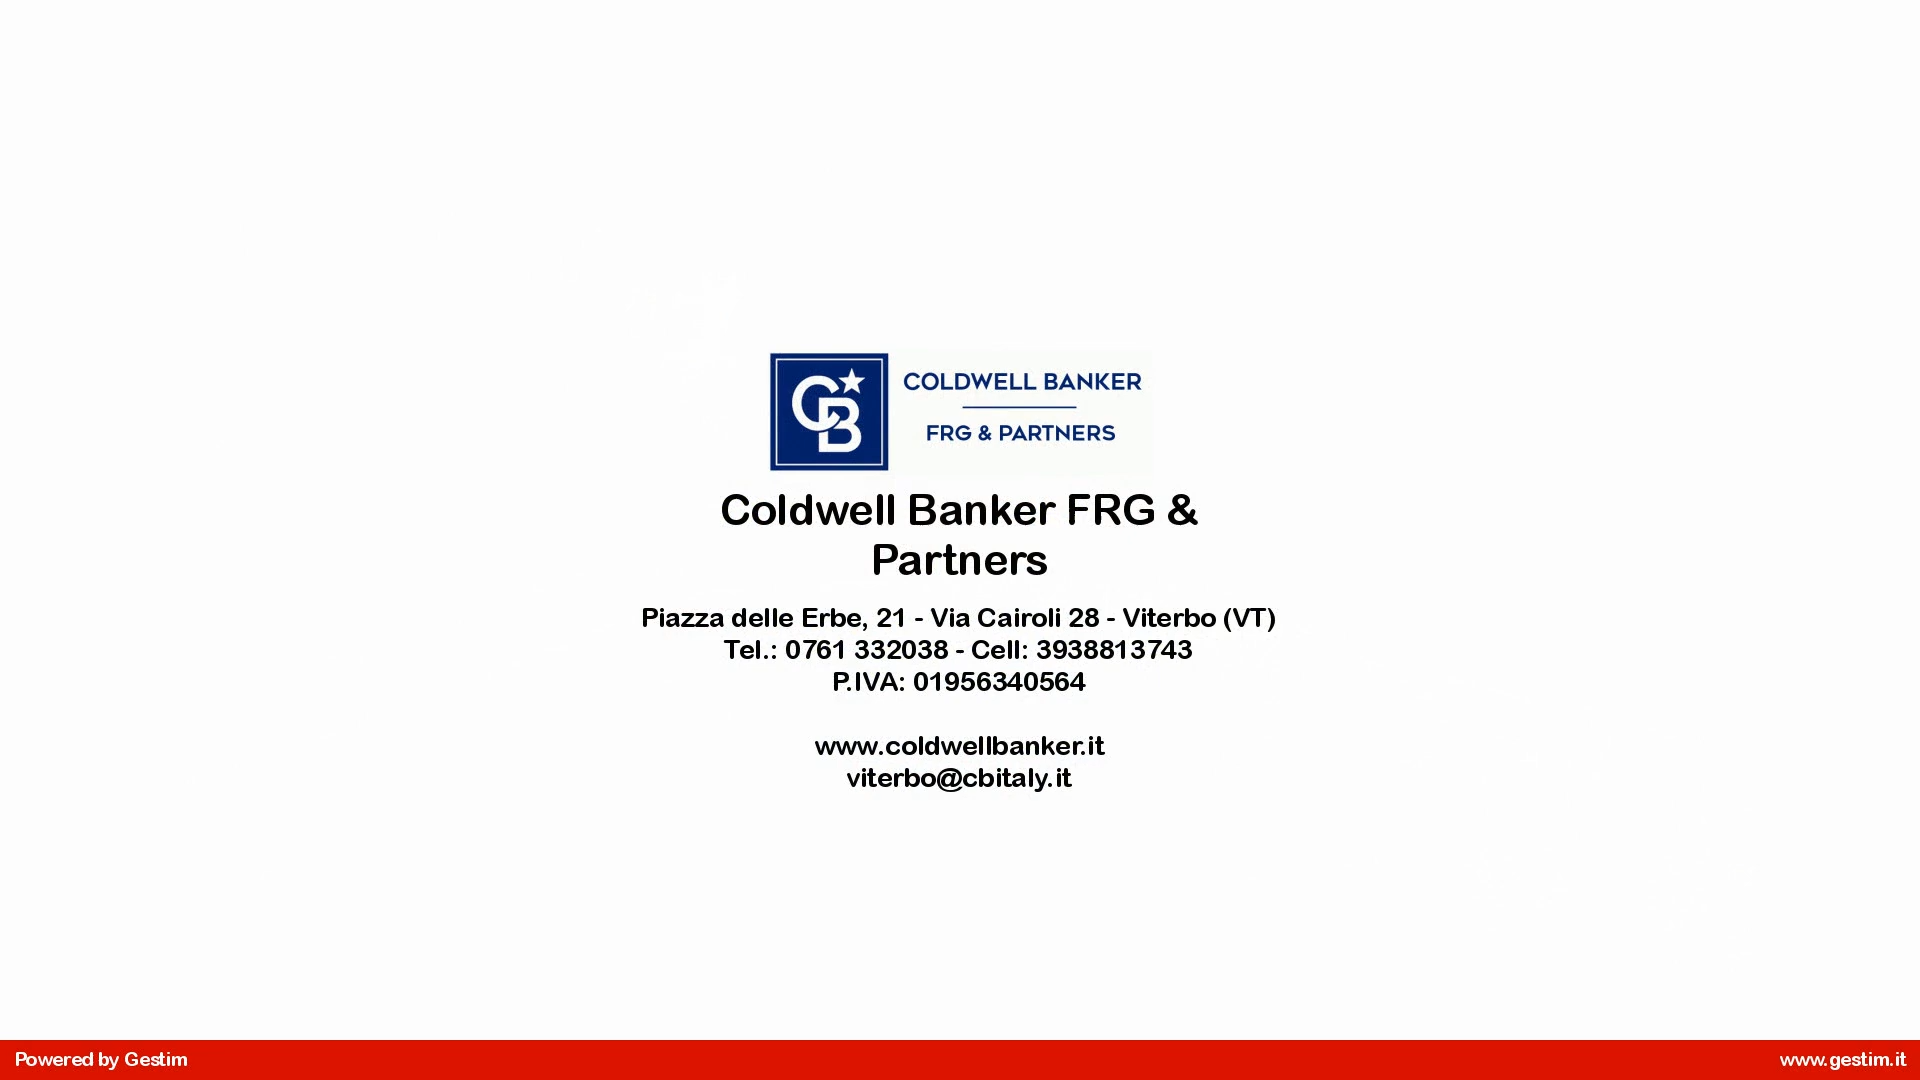 CB
COLDWELL BANKER
FRG & PARTNERS
Coldwell Banker FRG &
Partners
Piazza delle Erbe, 21 - Via Cairoli 28 - Viterbo (VT)
Tel.: 0761 332038 - Cell: 3938813743
P.IVA: 01956340564
www.coldwellbanker.it
viterbo@cbitaly.it
Powered by Gestim
www.gestim.it